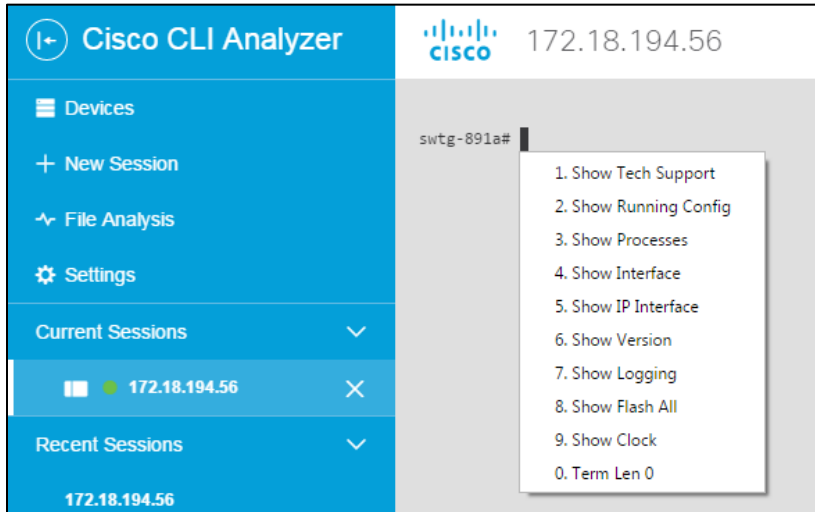 Cisco CLI Analyzer
CISCO
172.18.194.56
Devices
New Session
File Analysis
Settings
Current Sessions
172.18.194.56
Recent Sessions
172.18.194.56
swtg-891a#
1. Show Tech Support
2. Show Running Config
3. Show Processes
4. Show Interface
5. Show IP Interface
6. Show Version
7. Show Logging
8. Show Flash All
9. Show Clock
0. Term Len 0